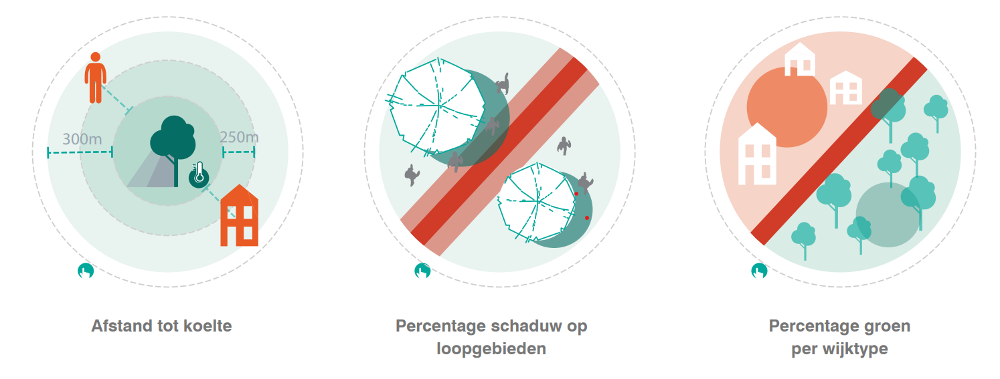 300m
250m
Afstand tot koelte
Percentage schaduw op
loopgebieden
Percentage groen
per wijktype